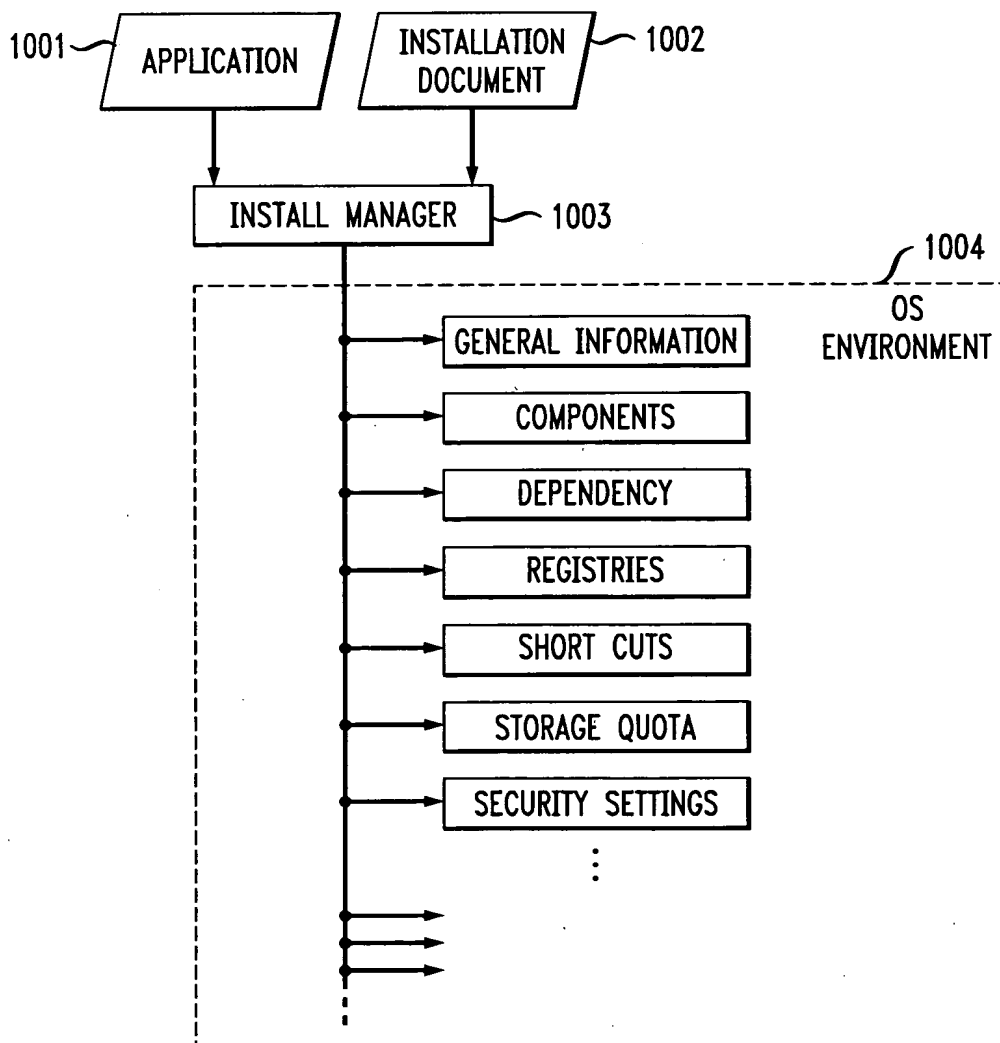 1001
APPLICATION
INSTALLATION
DOCUMENT
1002
INSTALL MANAGER
1003
1004
OS
ENVIRONMENT
GENERAL INFORMATION
COMPONENTS
DEPENDENCY
REGISTRIES
SHORT CUTS
STORAGE QUOTA
SECURITY SETTINGS